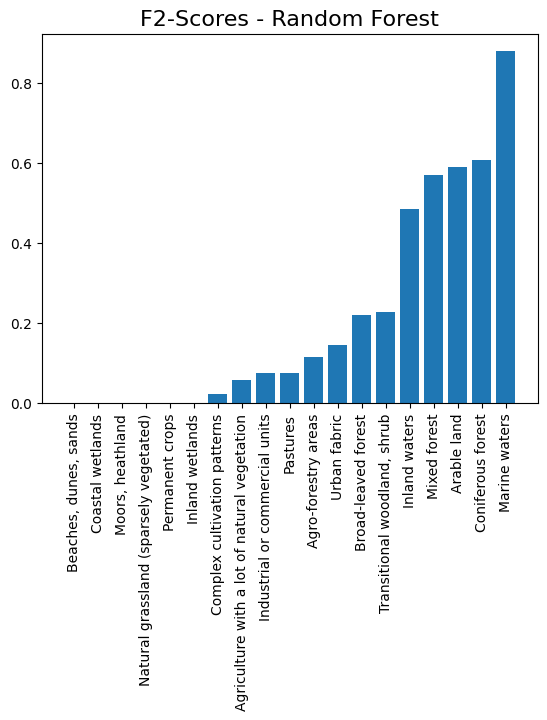 F2-Scores - Random Forest
0.8
0.6
0.4
0.2
0.0
Beaches, dunes, sands
Coastal wetlands
Moors, heathland
Natural grassland (sparsely vegetated)
Permanent crops
Inland wetlands
Complex cultivation patterns
Agriculture with a lot of natural vegetation
Industrial or commercial units
Pastures
Agro-forestry areas
Urban fabric
Broad-leaved forest
Transitional woodland, shrub
Inland waters
Mixed forest
Arable land
Coniferous forest
Marine waters